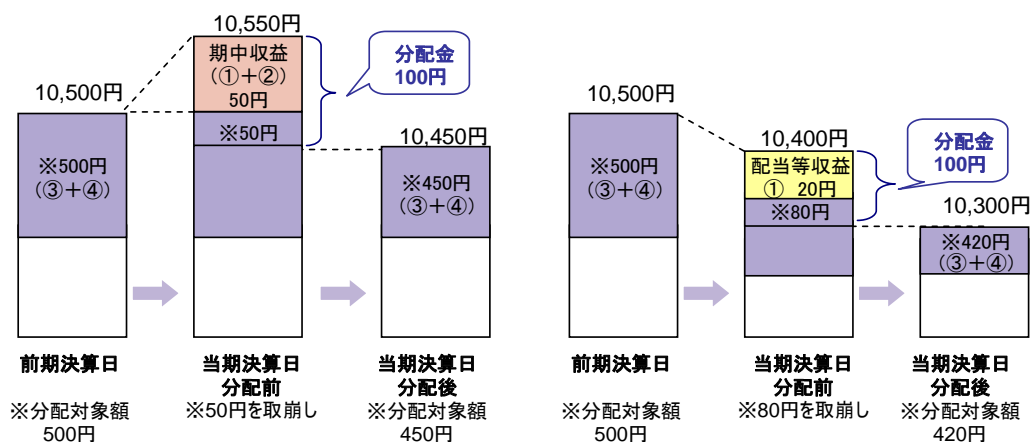 10,500円
※500円
(③+④)
前期決算日
※分配対象額
500円
10,550円
期中収益
(①+②)
50円
※50円
分配金
100円
当期決算日
分配前
※50円を取崩し
10,450円
※450円
(③+④)
当期決算日
分配後
※分配対象額
450円
10,500円
※500円
(③+④)
前期決算日
※分配対象額
500円
10,400円
配当等収益
① 20円
※80円
分配金
100円
当期決算日
分配前
※80円を取崩し
10,300円
※420円
(③+④)
当期決算日
分配後
※分配対象額
420円